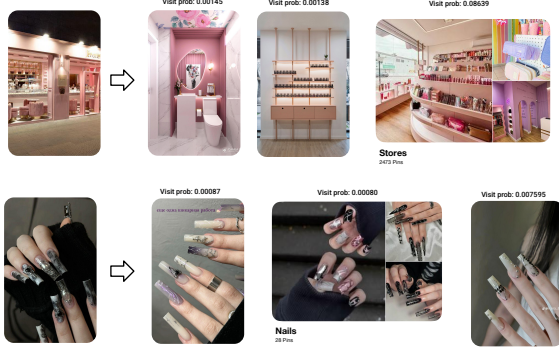 Visit prob: 0.00145
Visit prob: 0.00138
Visit prob: 0.08639
Stores
2473 Pins
Visit prob: 0.00087
Visit prob: 0.00080
Visit prob: 0.007595
Nails
28 Pins